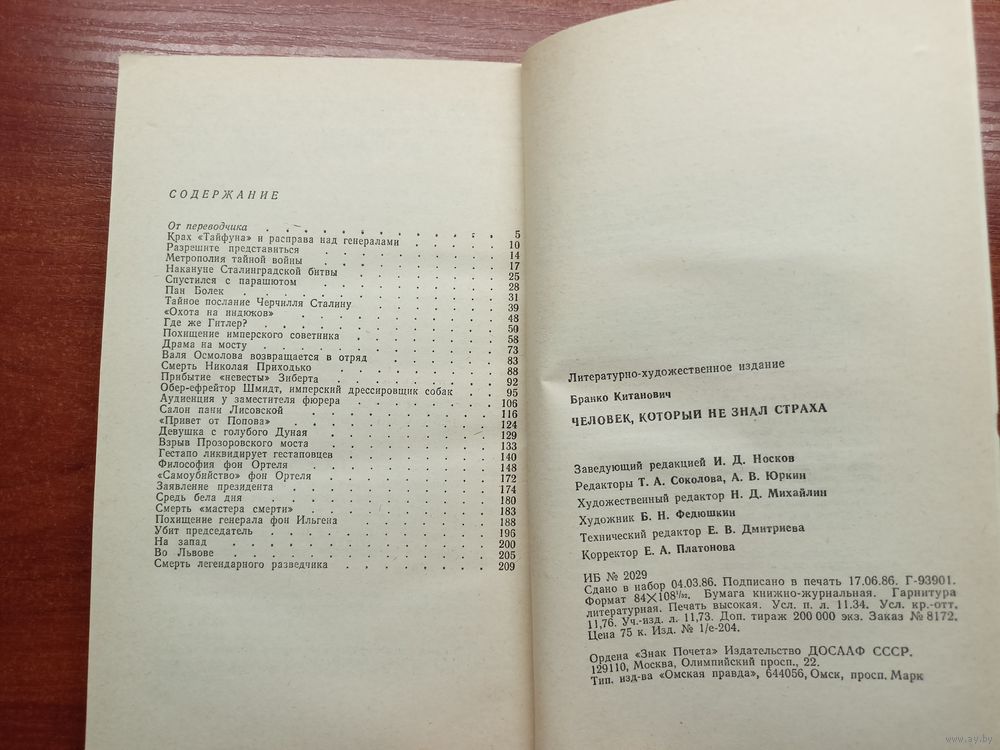 СОДЕРЖАНИЕ
От переводчика . . . . . . . . . . 5
Крах «Тайфуна» и расправа над генералами . . . . . 10
Разрешите представиться . . . . . . . . 14
Метрополия тайной войны . . . . . . . . 17
Накануне Сталинградской битвы . . . . . . . 25
Спустился с парашютом . . . . . . . . 28
Пан Болек . . . . . . . . . . 31
Тайное послание Черчилля Сталину . . . . . . 39
«Охота на индюков» . . . . . . . . 48
Где же Гитлер? . . . . . . . . . 50
Похищение имперского советника . . . . . . . 58
Драма на мосту . . . . . . . . . 73
Валя Осмолова возвращается в отряд . . . . . . 83
Смерть Николая Приходько . . . . . . . . 88
Прибытие «невесты» Зиберта . . . . . . . 92
Обер-ефрейтор Шмидт, имперский дрессировщик собак . . . 95
Аудиенция у заместителя фюрера . . . . . . 106
Салон пани Лисовской . . . . . . . . 116
«Привет от Попова» . . . . . . . . 124
Девушка с голубого Дуная . . . . . . . 129
Взрыв Прозоровского моста . . . . . . . 133
Гестапо ликвидирует гестаповцев . . . . . . 140
Философия фон Ортеля . . . . . . . . 148
«Самоубийство» фон Ортеля . . . . . . . 172
Заявление президента . . . . . . . . 174
Средь бела дня . . . . . . . . . 180
Смерть «мастера смерти» . . . . . . . 183
Похищение генерала фон Ильгена . . . . . . 188
Убит председатель . . . . . . . . 196
На запад . . . . . . . . . . 200
Во Львове . . . . . . . . . . 205
Смерть легендарного разведчика . . . . . . 209
Литературно-художественное издание
Бранко Китанович
ЧЕЛОВЕК, КОТОРЫЙ НЕ ЗНАЛ СТРАХА
Заведующий редакцией И. Д. Носков
Редакторы Т. А. Соколова, А. В. Юркин
Художественный редактор Н. Д. Михайлин
Художник Б. Н. Федюшкин
Технический редактор Е. В. Дмитриева
Корректор Е. А. Платонова
ИБ № 2029
Сдано в набор 04.03.86. Подписано в печать 17.06.86. Г-93901.
Формат 84×108¹/₃₂. Бумага книжно-журнальная. Гарнитура
литературная. Печать высокая. Усл. п. л. 11.34. Усл. кр.-отт.
11,76. Уч.-изд. л. 11,73. Доп. тираж 200 000 экз. Заказ № 8172.
Цена 75 к. Изд. № 1/е-204.
Ордена «Знак Почета» Издательство ДОСААФ СССР.
129110, Москва, Олимпийский просп., 22.
Тип. изд-ва «Омская правда», 644056, Омск, просп. Марк
www.ay.by